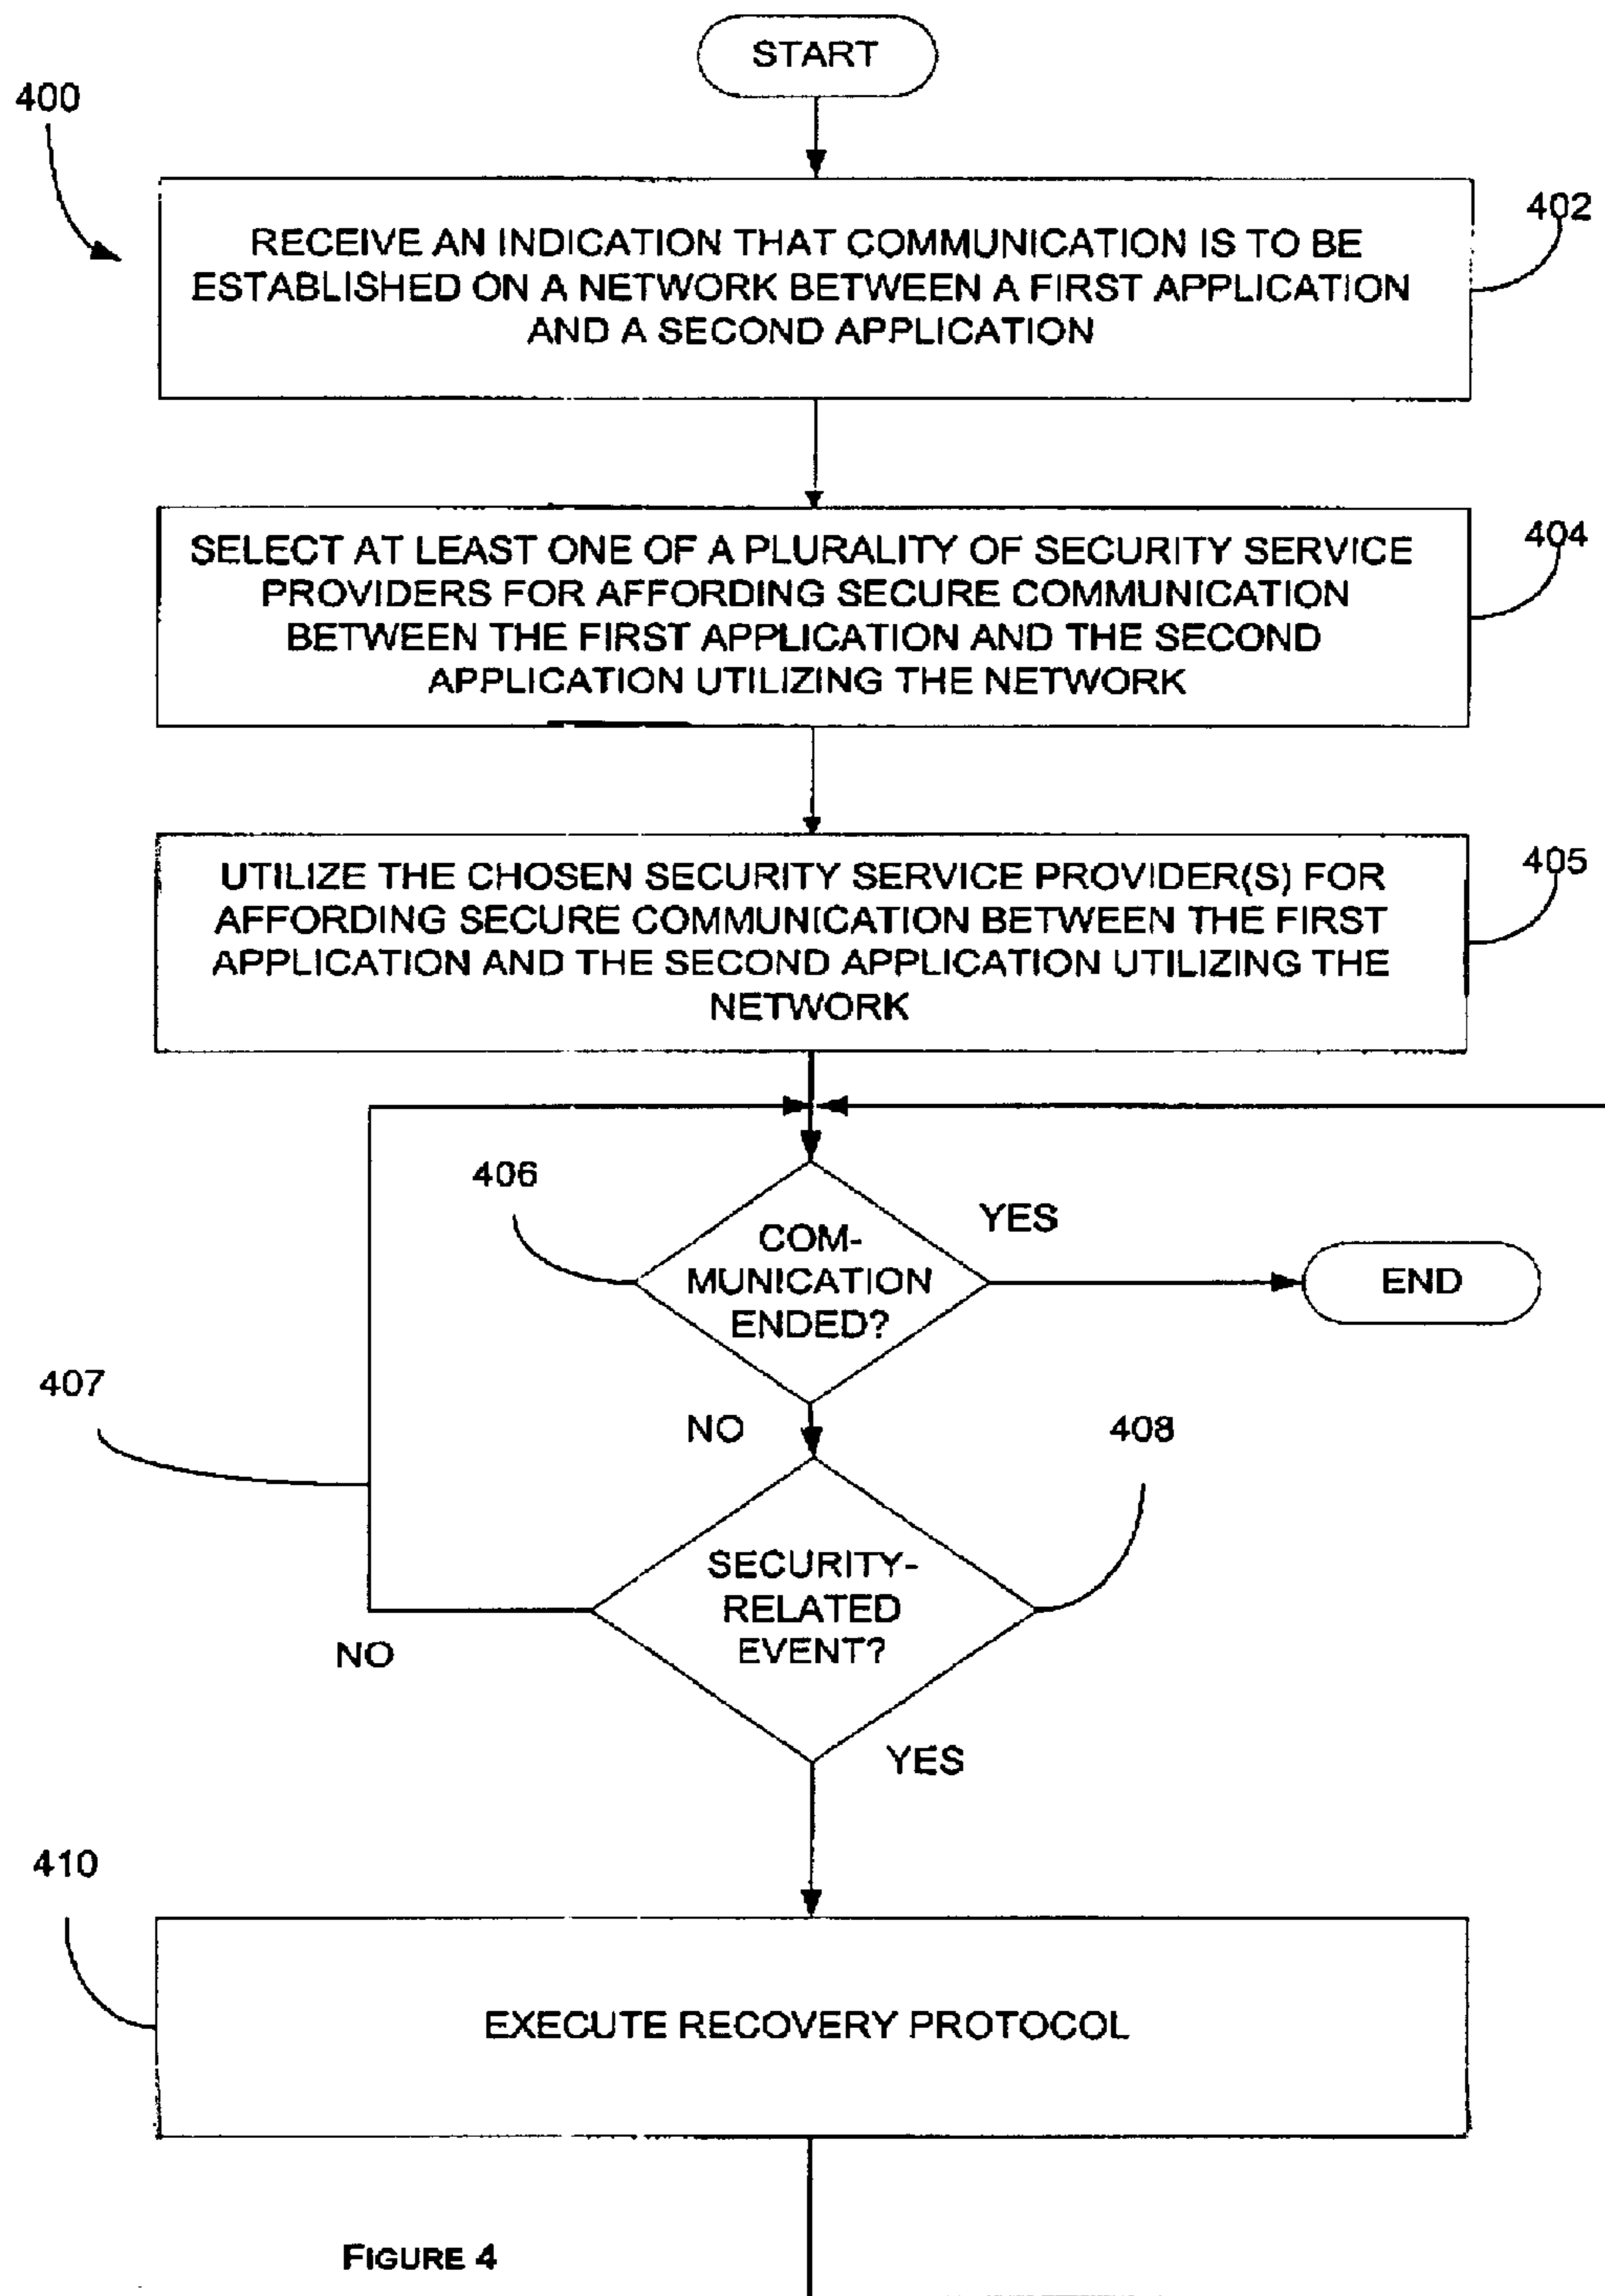 START
400
402
RECEIVE AN INDICATION THAT COMMUNICATION IS TO BE
ESTABLISHED ON A NETWORK BETWEEN A FIRST APPLICATION
AND A SECOND APPLICATION
404
SELECT AT LEAST ONE OF A PLURALITY OF SECURITY SERVICE
PROVIDERS FOR AFFORDING SECURE COMMUNICATION
BETWEEN THE FIRST APPLICATION AND THE SECOND
APPLICATION UTILIZING THE NETWORK
405
UTILIZE THE CHOSEN SECURITY SERVICE PROVIDER(S) FOR
AFFORDING SECURE COMMUNICATION BETWEEN THE FIRST
APPLICATION AND THE SECOND APPLICATION UTILIZING THE
NETWORK
406
YES
COM-
MUNICATION
ENDED?
END
407
NO
408
SECURITY-
RELATED
EVENT?
NO
YES
410
EXECUTE RECOVERY PROTOCOL
FIGURE 4